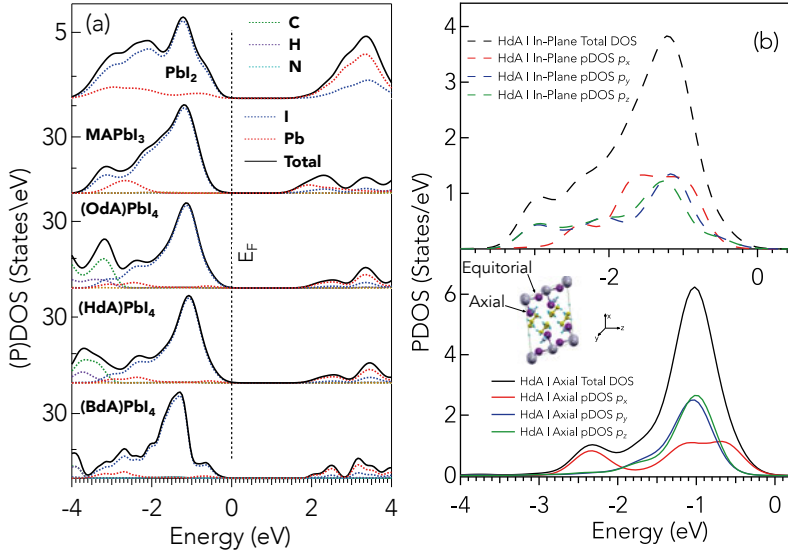 (a)
(P)DOS (States\eV)
5
PbI2
C
H
N
30
MAPbI3
I
Pb
Total
30
(OdA)PbI4
EF
30
(HdA)PbI4
30
(BdA)PbI4
-4 -2 0 2 4
Energy (eV)
(b)
PDOS (States/eV)
4
3
2
1
0
HdA I In-Plane Total DOS
HdA I In-Plane pDOS px
HdA I In-Plane pDOS py
HdA I In-Plane pDOS pz
-2 0
6
4
2
0
Equitorial
Axial
x
y
z
HdA I Axial Total DOS
HdA I Axial pDOS px
HdA I Axial pDOS py
HdA I Axial pDOS pz
-4 -3 -2 -1 0
Energy (eV)